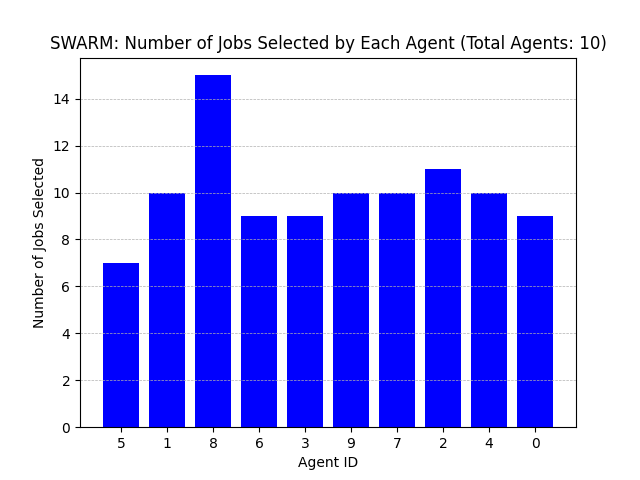 SWARM: Number of Jobs Selected by Each Agent (Total Agents: 10)
Number of Jobs Selected
14
12
10
8
6
4
2
0
5 1 8 6 3 9 7 2 4 0
Agent ID